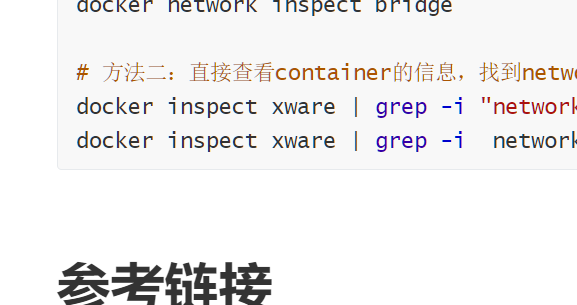 docker network inspect bridge
# 方法二：直接查看container的信息，找到netw
docker inspect xware | grep -i "network
docker inspect xware | grep -i  network
参考链接